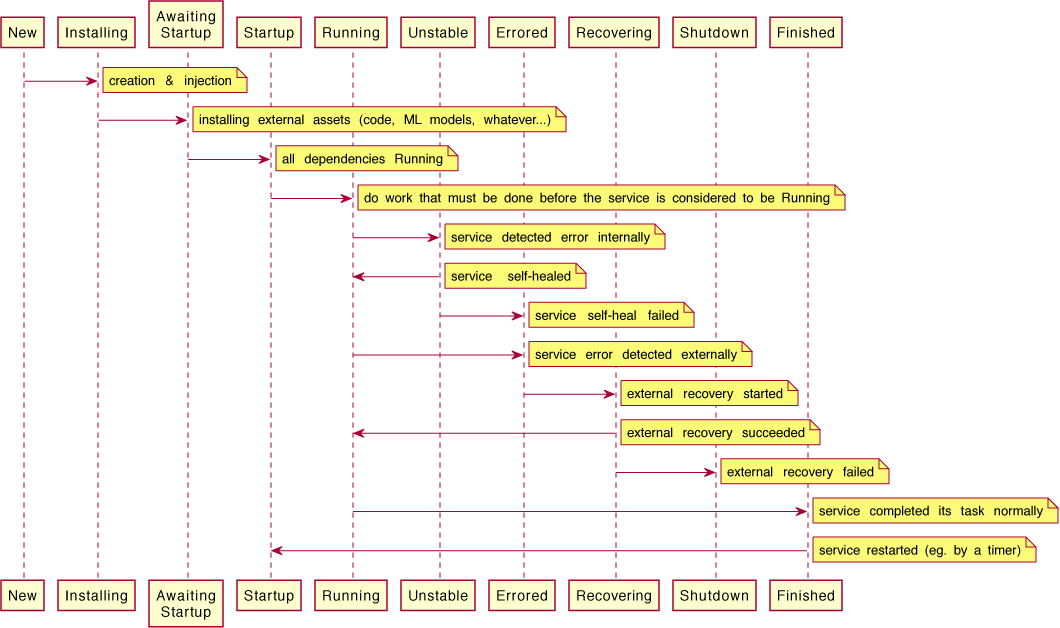 New
Installing
Awaiting
Startup
Startup
Running
Unstable
Errored
Recovering
Shutdown
Finished
creation & injection
installing external assets (code, ML models, whatever...)
all dependencies Running
do work that must be done before the service is considered to be Running
service detected error internally
service self-healed
service self-heal failed
service error detected externally
external recovery started
external recovery succeeded
external recovery failed
service completed its task normally
service restarted (eg. by a timer)
New
Installing
Awaiting
Startup
Startup
Running
Unstable
Errored
Recovering
Shutdown
Finished